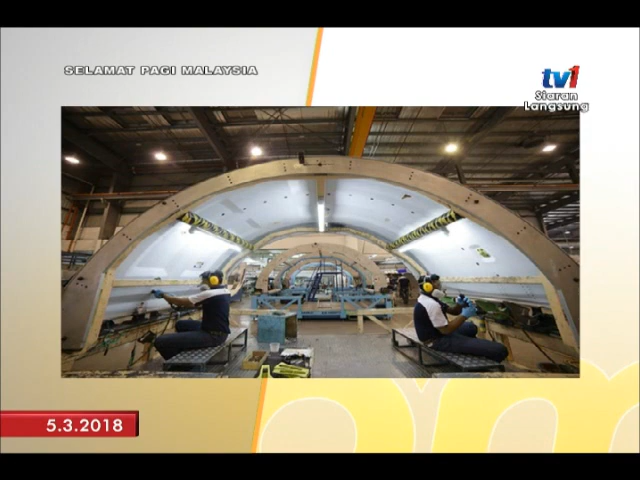 SELAMAT PAGI MALAYSIA
tv1
Siaran
Langsung
5.3.2018